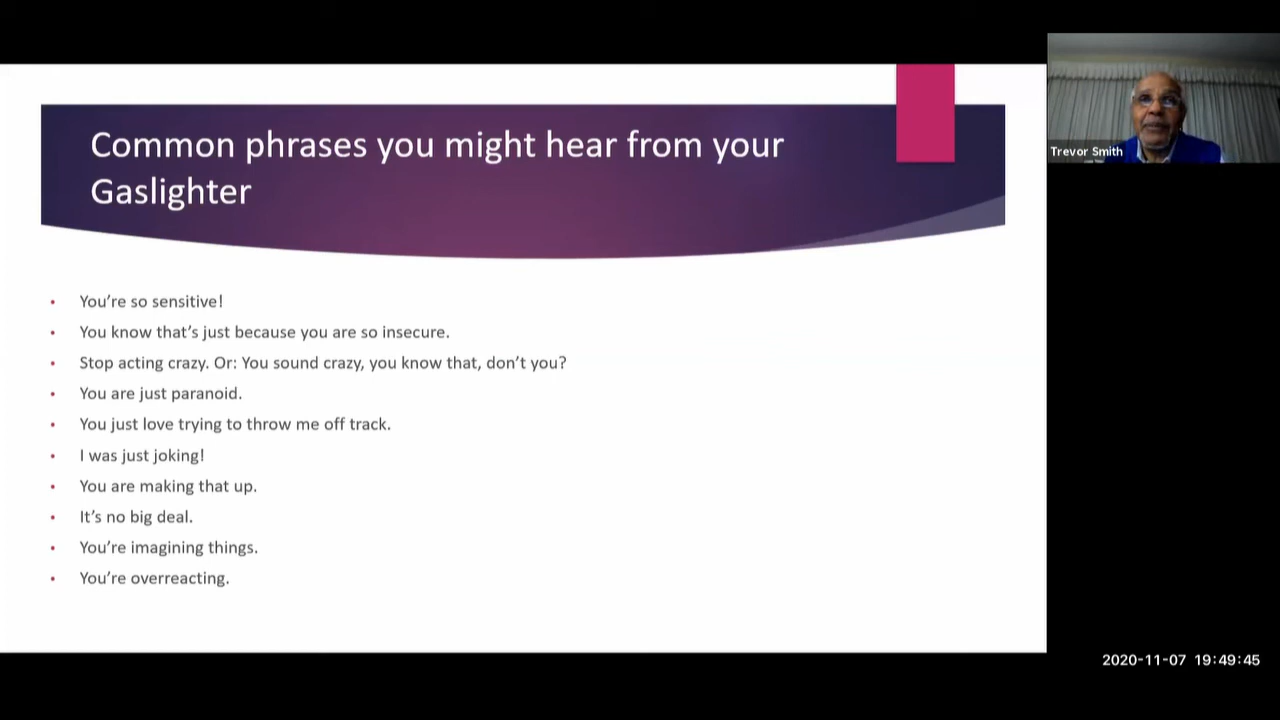 Common phrases you might hear from your
Gaslighter
Trevor Smith
• You’re so sensitive!
• You know that’s just because you are so insecure.
• Stop acting crazy. Or: You sound crazy, you know that, don’t you?
• You are just paranoid.
• You just love trying to throw me off track.
• I was just joking!
• You are making that up.
• It’s no big deal.
• You’re imagining things.
• You’re overreacting.
2020-11-07 19:49:45